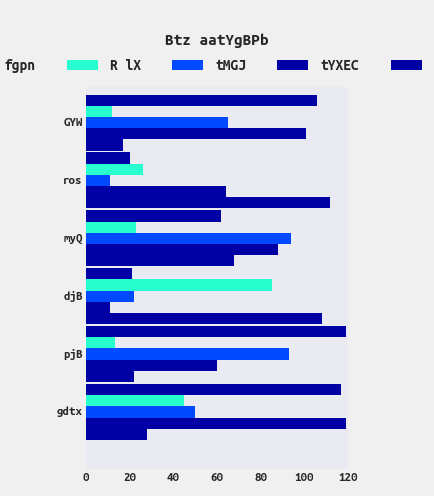 Btz aatYgBPb
fgpn R lX tMGJ tYXEC
GYW
ros
myQ
djB
pjB
gdtx
0 20 40 60 80 100 120